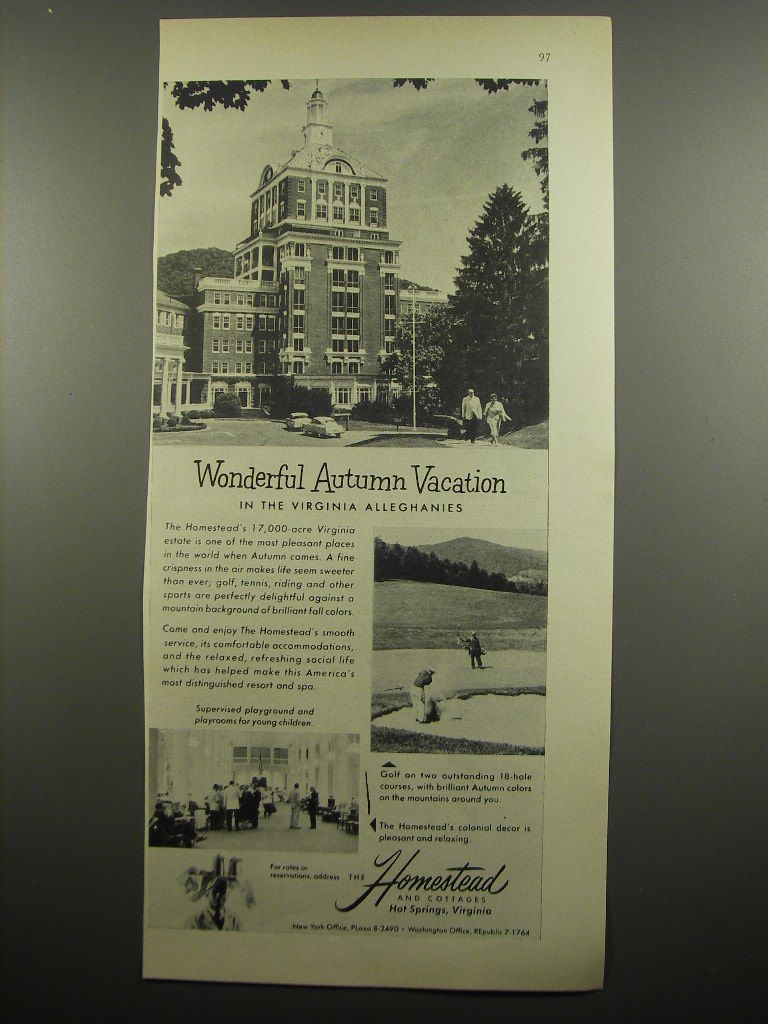 97
Wonderful Autumn Vacation
IN THE VIRGINIA ALLEGHANIES
The Homestead's 17,000-acre Virginia
estate is one of the most pleasant places
in the world when Autumn comes. A fine
crispness in the air makes life seem sweeter
than ever; golf, tennis, riding and other
sports are perfectly delightful against a
mountain background of brilliant fall colors.
Come and enjoy The Homestead's smooth
service, its comfortable accommodations,
and the relaxed, refreshing social life
which has helped make this America's
most distinguished resort and spa.
Supervised playground and
playrooms for young children.
Golf on two outstanding 18-hole
courses, with brilliant Autumn colors
on the mountains around you.
The Homestead's colonial decor is
pleasant and relaxing.
For rates or
reservations, address
THE Homestead
AND COTTAGES
Hot Springs, Virginia
New York Office, PLaza 8-2490 • Washington Office, REpublic 7-1764